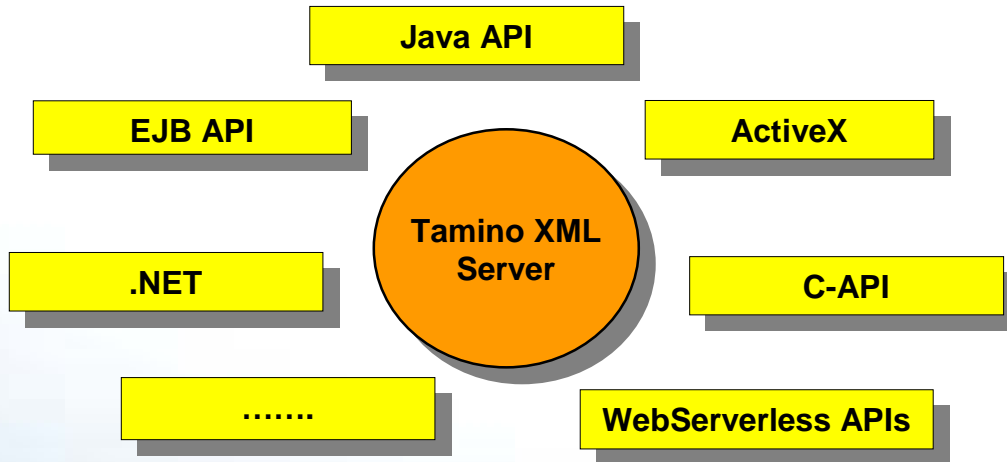 Java API
EJB API
ActiveX
Tamino XML
Server
.NET
C-API
.......
WebServerless APIs